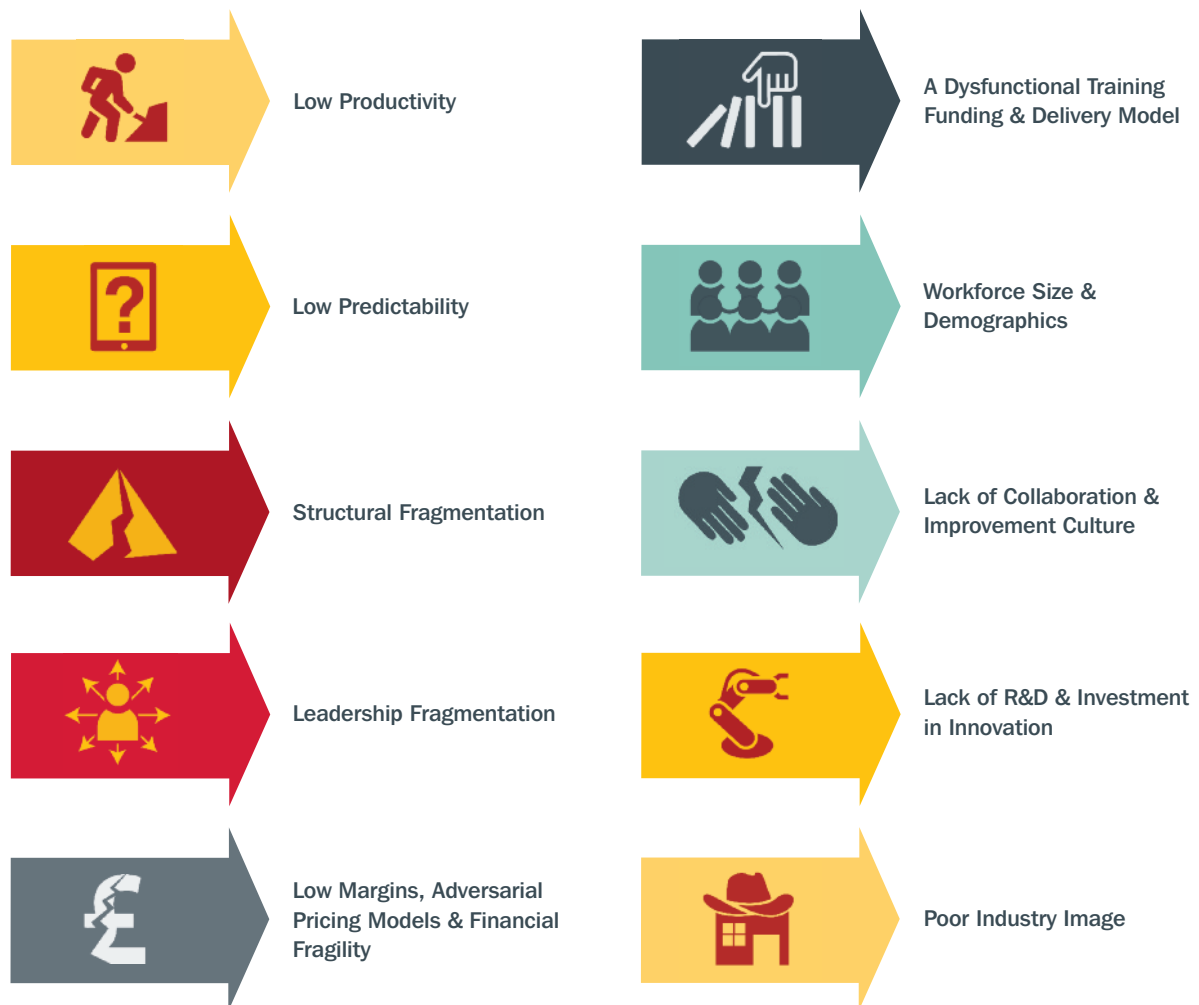 Low Productivity
Low Predictability
Structural Fragmentation
Leadership Fragmentation
Low Margins, Adversarial
Pricing Models & Financial
Fragility
A Dysfunctional Training
Funding & Delivery Model
Workforce Size &
Demographics
Lack of Collaboration &
Improvement Culture
Lack of R&D & Investment
in Innovation
Poor Industry Image